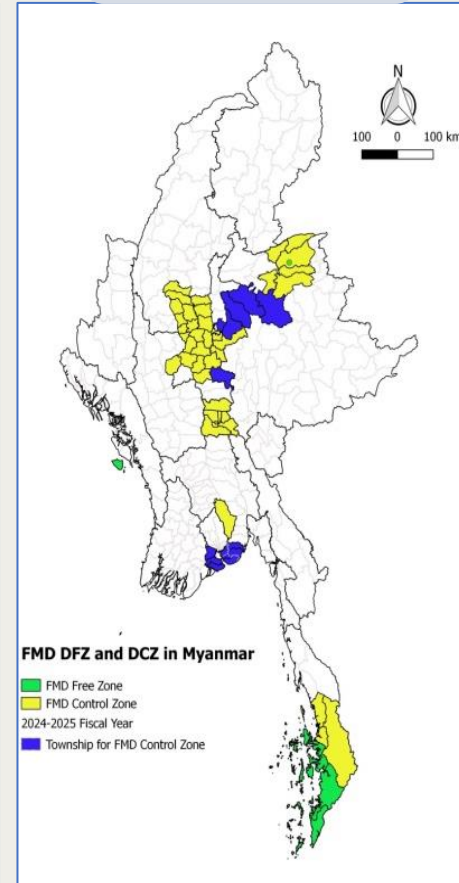 N
100 0 100 km
FMD DFZ and DCZ in Myanmar
FMD Free Zone
FMD Control Zone
2024-2025 Fiscal Year
Township for FMD Control Zone